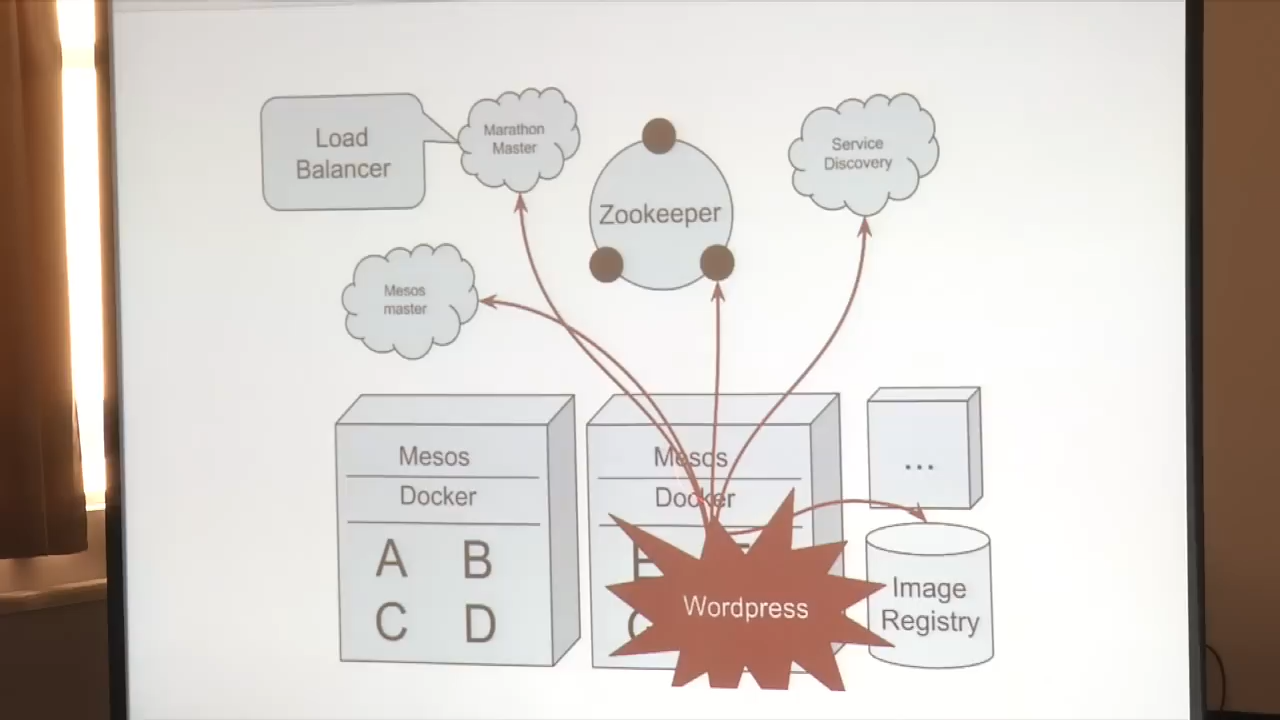 Load
Balancer
Marathon
Master
Zookeeper
Service
Discovery
Mesos
master
Mesos
Docker
A B
C D
Mesos
Docker
...
Wordpress
Image
Registry